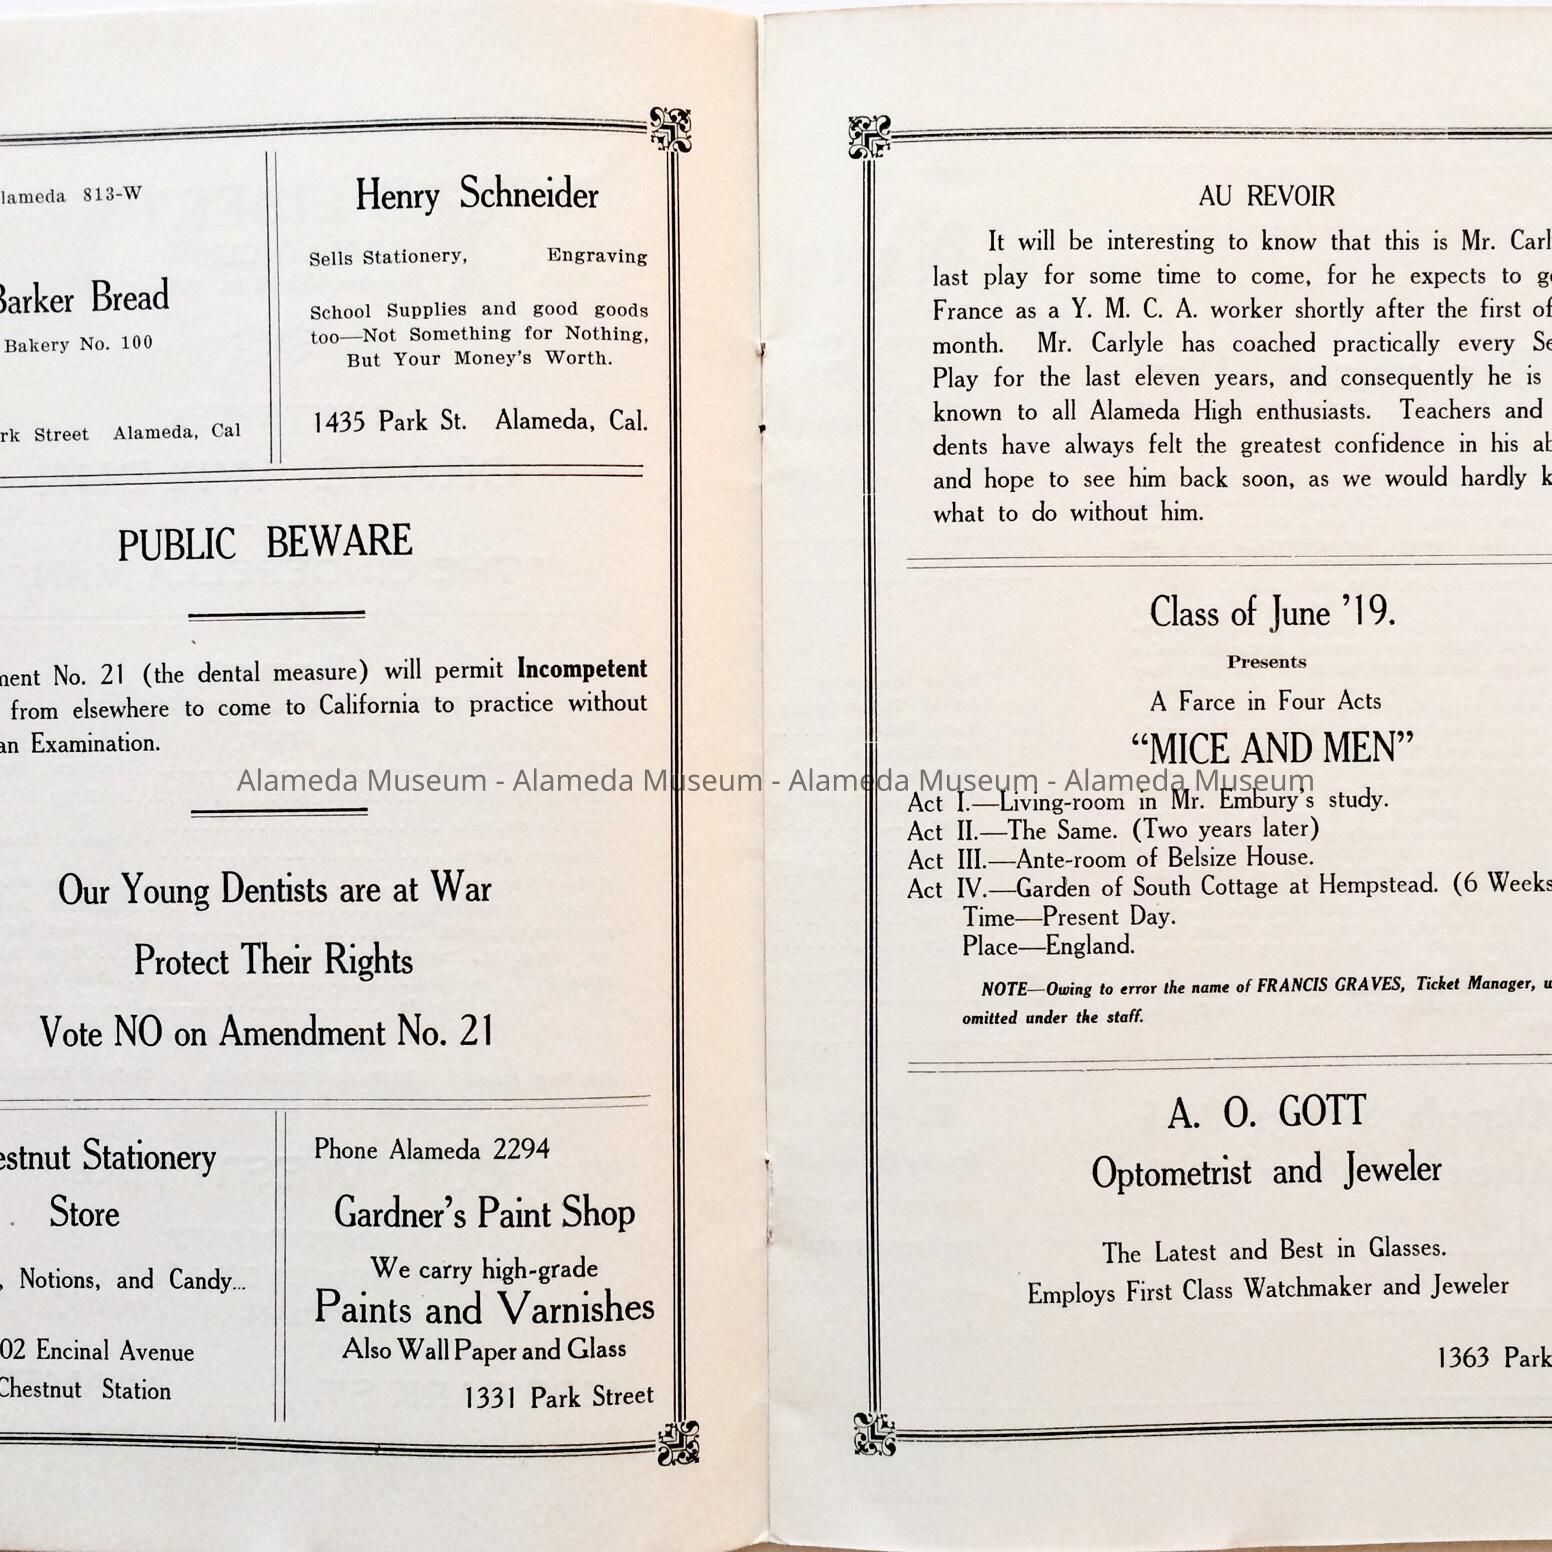 813-W
Bread
Bakery No. 100
Street Alameda, Cal
Henry Schneider
Sells Stationery, Engraving
School Supplies and good goods
too—Not Something for Nothing,
But Your Money's Worth.
1435 Park St. Alameda, Cal.
PUBLIC BEWARE
No. 21 (the dental measure) will permit Incompetent
from elsewhere to come to California to practice without
an Examination.
Our Young Dentists are at War
Protect Their Rights
Vote NO on Amendment No. 21
Stationery
Store
Notions, and Candy...
Encinal Avenue
Chestnut Station
Phone Alameda 2294
Gardner's Paint Shop
We carry high-grade
Paints and Varnishes
Also Wall Paper and Glass
1331 Park Street
AU REVOIR
It will be interesting to know that this is Mr.
last play for some time to come, for he expects to
France as a Y. M. C. A. worker shortly after the first of
month. Mr. Carlyle has coached practically every
Play for the last eleven years, and consequently he is
known to all Alameda High enthusiasts. Teachers and
dents have always felt the greatest confidence in his
and hope to see him back soon, as we would hardly
what to do without him.
Class of June '19.
Presents
A Farce in Four Acts
"MICE AND MEN"
Alameda Museum - Alameda Museum - Alameda Museum - Alameda Museum
Act I.—Living-room in Mr. Embury's study.
Act II.—The Same. (Two years later)
Act III.—Ante-room of Belsize House.
Act IV.—Garden of South Cottage at Hempstead. (6 Weeks
Time—Present Day.
Place—England.
NOTE—Owing to error the name of FRANCIS GRAVES, Ticket Manager,
omitted under the staff.
A. O. GOTT
Optometrist and Jeweler
The Latest and Best in Glasses.
Employs First Class Watchmaker and Jeweler
1363 Park